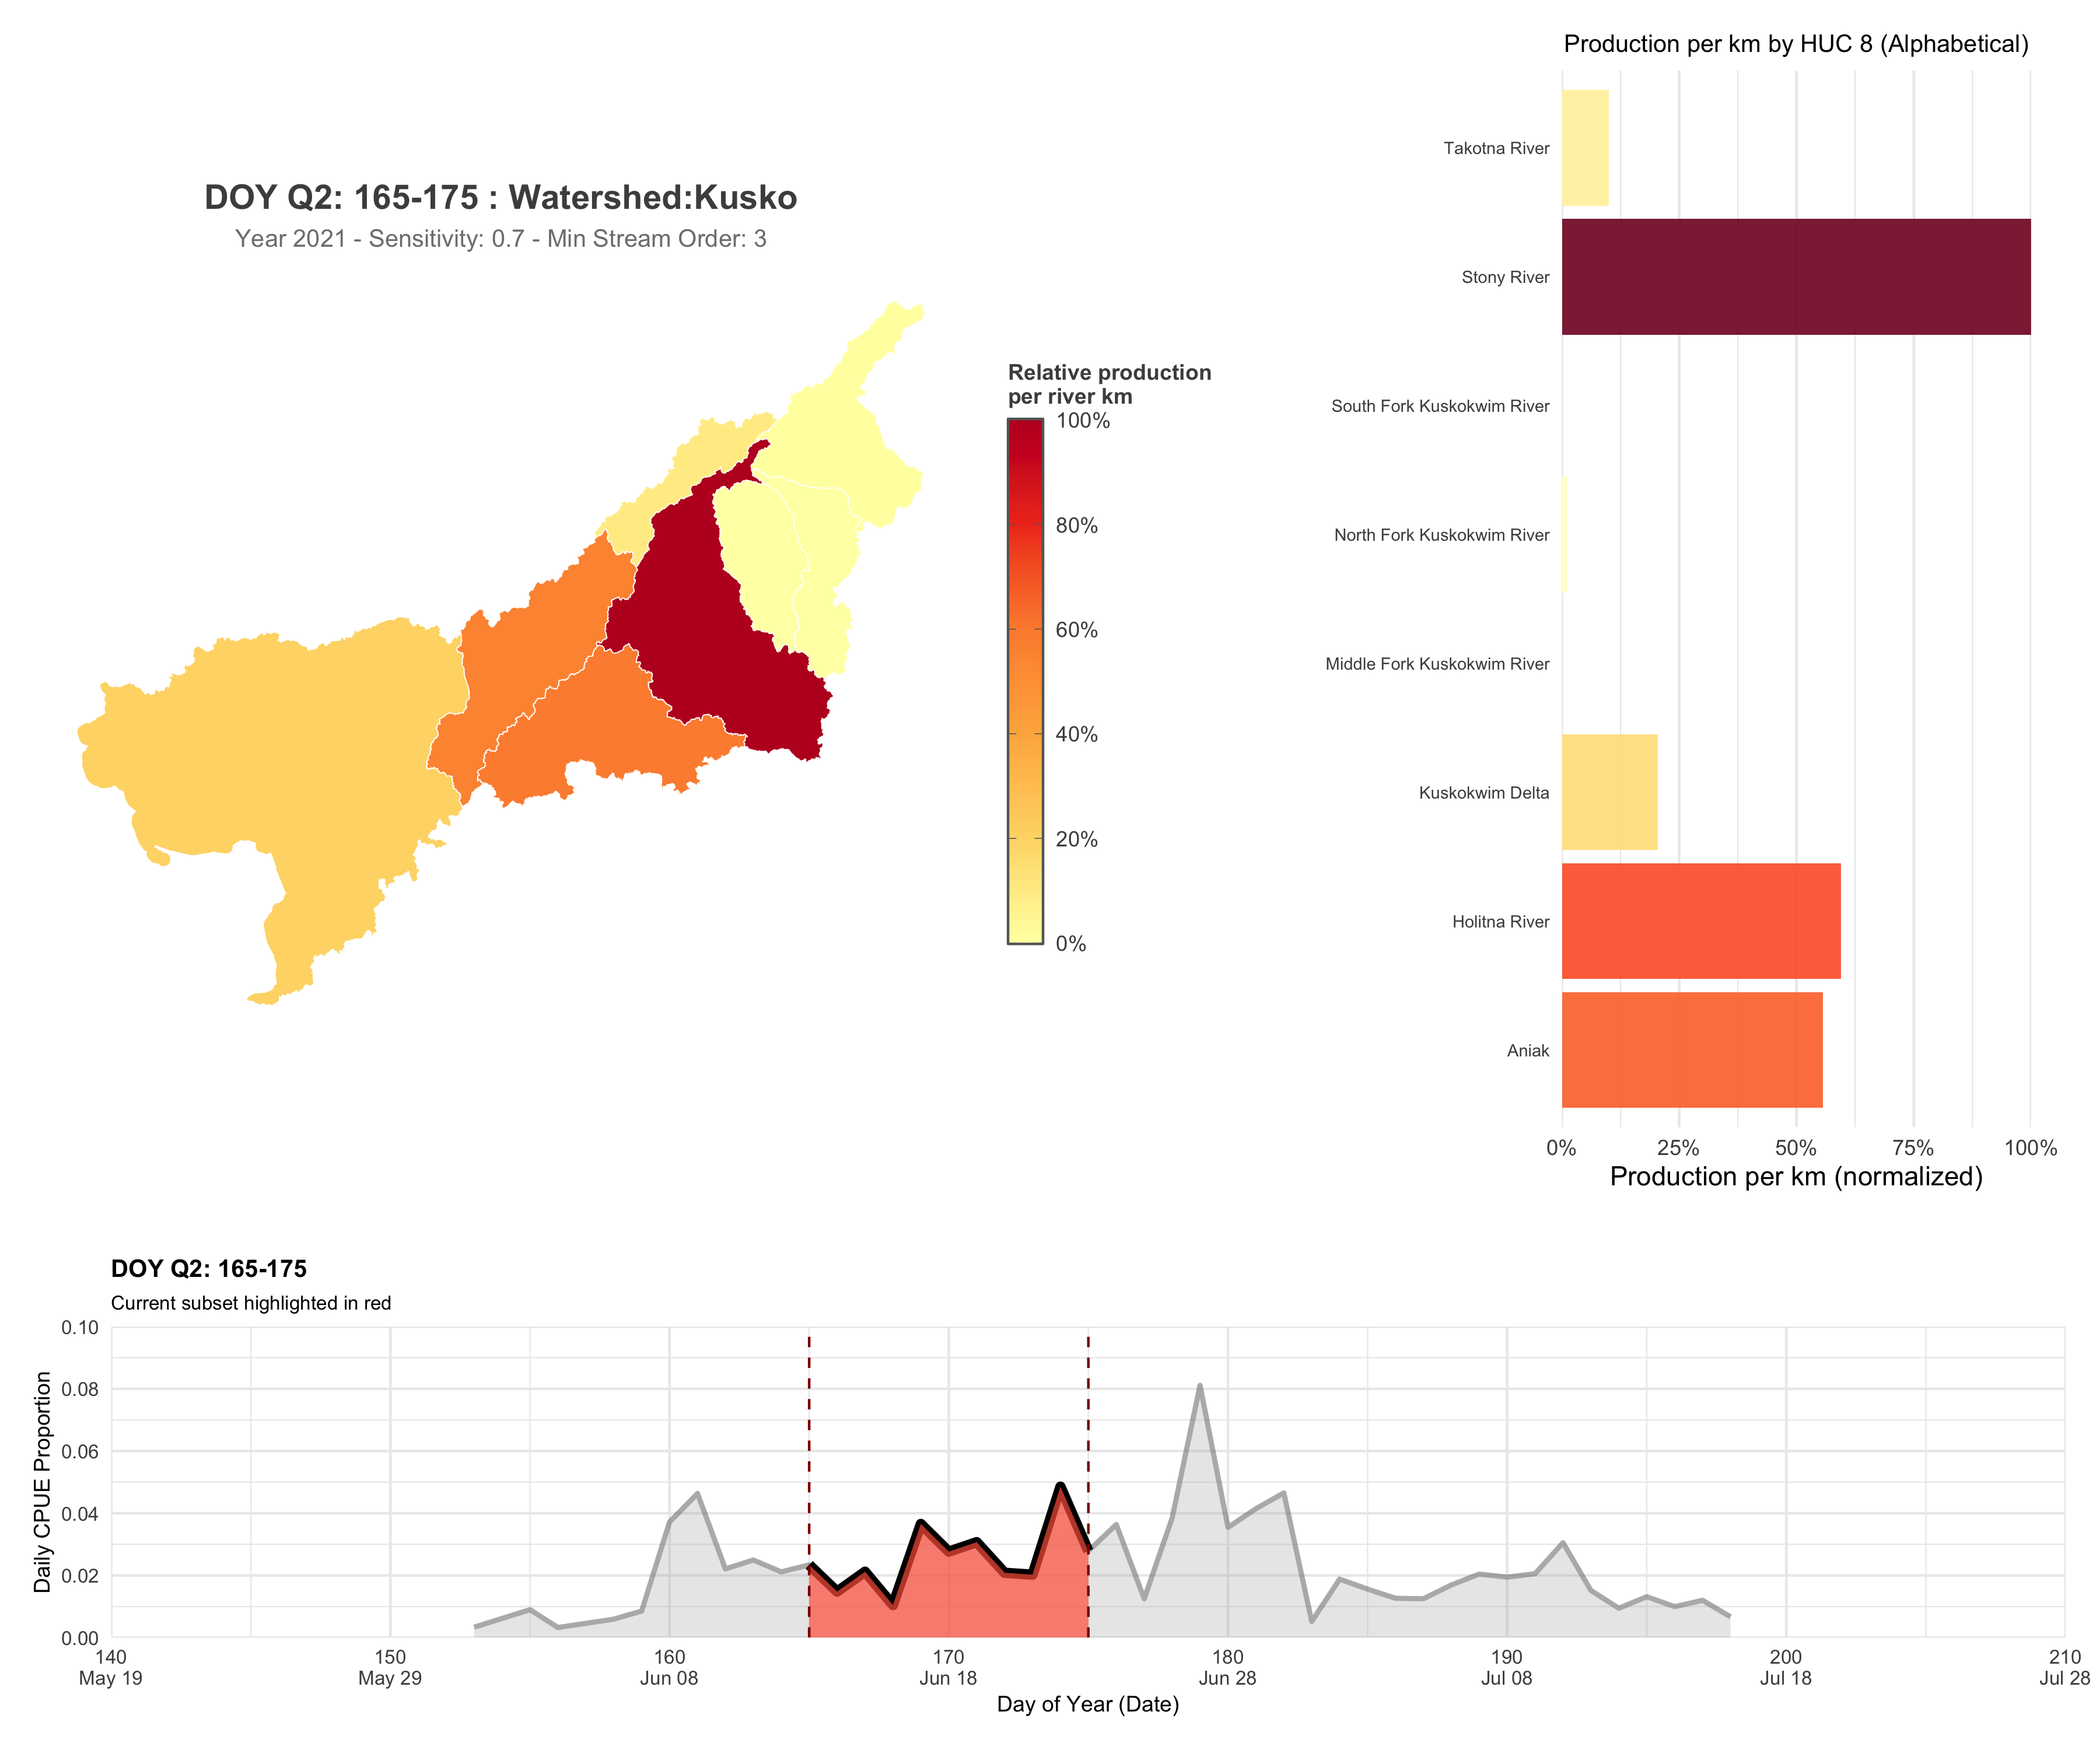 Production per km by HUC 8 (Alphabetical)
Takotna River
Stony River
South Fork Kuskokwim River
North Fork Kuskokwim River
Middle Fork Kuskokwim River
Kuskokwim Delta
Holitna River
Aniak
0% 25% 50% 75% 100%
Production per km (normalized)
DOY Q2: 165-175 : Watershed:Kusko
Year 2021 - Sensitivity: 0.7 - Min Stream Order: 3
Relative production
per river km
100%
80%
60%
40%
20%
0%
DOY Q2: 165-175
Current subset highlighted in red
Daily CPUE Proportion
0.10
0.08
0.06
0.04
0.02
0.00
140 150 160 170 180 190 200 210
May 19 May 29 Jun 08 Jun 18 Jun 28 Jul 08 Jul 18 Jul 28
Day of Year (Date)